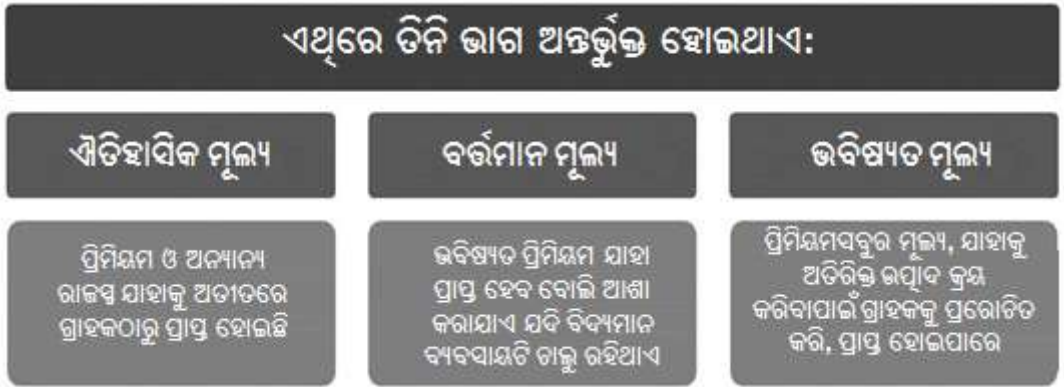 ଏଥିରେ ତିନି ଭାଗ ଅନ୍ତର୍ଭୁକ୍ତ ହୋଇଥାଏ:
ଐତିହାସିକ ମୂଲ୍ୟ
ପ୍ରିମିୟମ ଓ ଅନ୍ୟାନ୍ୟ
ରାଜସ୍ୱ ଯାହାକୁ ଅତୀତରେ
ଗ୍ରାହକଠାରୁ ପ୍ରାପ୍ତ ହୋଇଛି
ବର୍ତ୍ତମାନ ମୂଲ୍ୟ
ଭବିଷ୍ୟତ ପ୍ରିମିୟମ ଯାହା
ପ୍ରାପ୍ତ ହେବ ବୋଲି ଆଶା
କରାଯାଏ ଯଦି ବିଦ୍ୟମାନ
ବ୍ୟବସାୟଟି ଚାଲୁ ରହିଥାଏ
ଭବିଷ୍ୟତ ମୂଲ୍ୟ
ପ୍ରିମିୟମସବୁର ମୂଲ୍ୟ, ଯାହାକୁ
ଅତିରିକ୍ତ ଉତ୍ପାଦ କ୍ରୟ
କରିବାପାଇଁ ଗ୍ରାହକକୁ ପ୍ରରୋଚିତ
କରି, ପ୍ରାପ୍ତ ହୋଇପାରେ